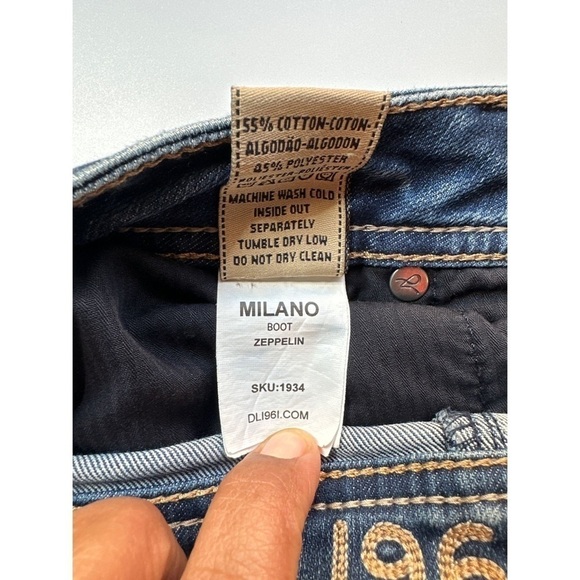 55% COTTON-COTON-
ALGODÃO-ALGODON
45% POLYESTER
MACHINE WASH COLD
INSIDE OUT
SEPARATELY
TUMBLE DRY LOW
DO NOT DRY CLEAN
MILANO
BOOT
ZEPPELIN
SKU:1934
DL1961.COM
196